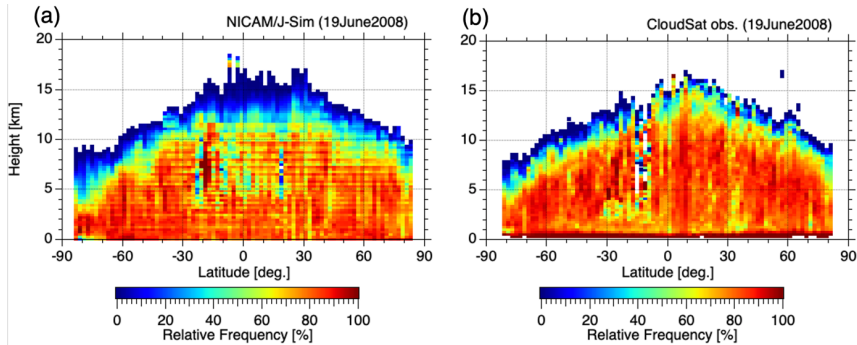 (a)
NICAM/J-Sim (19June2008)
20
15
10
5
0
Height [km]
-90 -60 -30 0 30 60 90
Latitude [deg.]
0 20 40 60 80 100
Relative Frequency [%]
(b)
CloudSat obs. (19June2008)
20
15
10
5
0
-90 -60 -30 0 30 60 90
Latitude [deg.]
0 20 40 60 80 100
Relative Frequency [%]